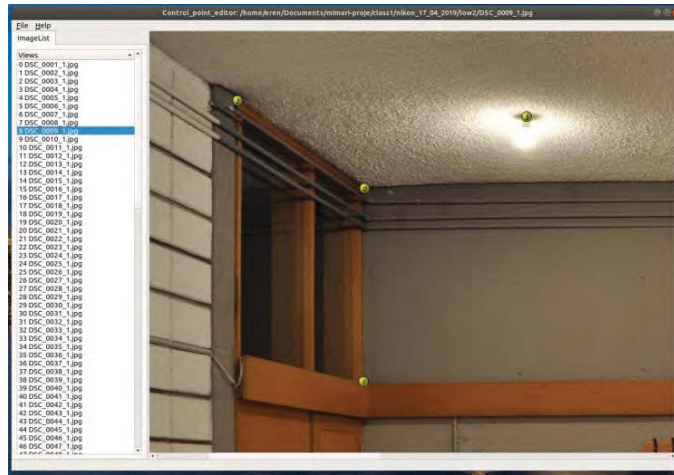 Control_point_editor: /home/eren/Documents/mimari-proje/class1/nikon_17_04_2019/low2/DSC_0009_1.jpg
File Help
ImageList
Views
0 DSC_0001_1.jpg
1 DSC_0002_1.jpg
2 DSC_0003_1.jpg
3 DSC_0004_1.jpg
4 DSC_0005_1.jpg
5 DSC_0006_1.jpg
6 DSC_0007_1.jpg
7 DSC_0008_1.jpg
8 DSC_0009_1.jpg
9 DSC_0010_1.jpg
10 DSC_0011_1.jpg
11 DSC_0012_1.jpg
12 DSC_0013_1.jpg
13 DSC_0014_1.jpg
14 DSC_0015_1.jpg
15 DSC_0016_1.jpg
16 DSC_0017_1.jpg
17 DSC_0018_1.jpg
18 DSC_0019_1.jpg
19 DSC_0020_1.jpg
20 DSC_0021_1.jpg
21 DSC_0022_1.jpg
22 DSC_0023_1.jpg
23 DSC_0024_1.jpg
24 DSC_0025_1.jpg
25 DSC_0026_1.jpg
26 DSC_0027_1.jpg
27 DSC_0028_1.jpg
28 DSC_0029_1.jpg
29 DSC_0030_1.jpg
30 DSC_0031_1.jpg
31 DSC_0032_1.jpg
32 DSC_0033_1.jpg
33 DSC_0034_1.jpg
34 DSC_0035_1.jpg
35 DSC_0036_1.jpg
36 DSC_0037_1.jpg
37 DSC_0038_1.jpg
38 DSC_0039_1.jpg
39 DSC_0040_1.jpg
40 DSC_0041_1.jpg
41 DSC_0042_1.jpg
42 DSC_0043_1.jpg
43 DSC_0044_1.jpg
44 DSC_0045_1.jpg
45 DSC_0046_1.jpg
46 DSC_0047_1.jpg